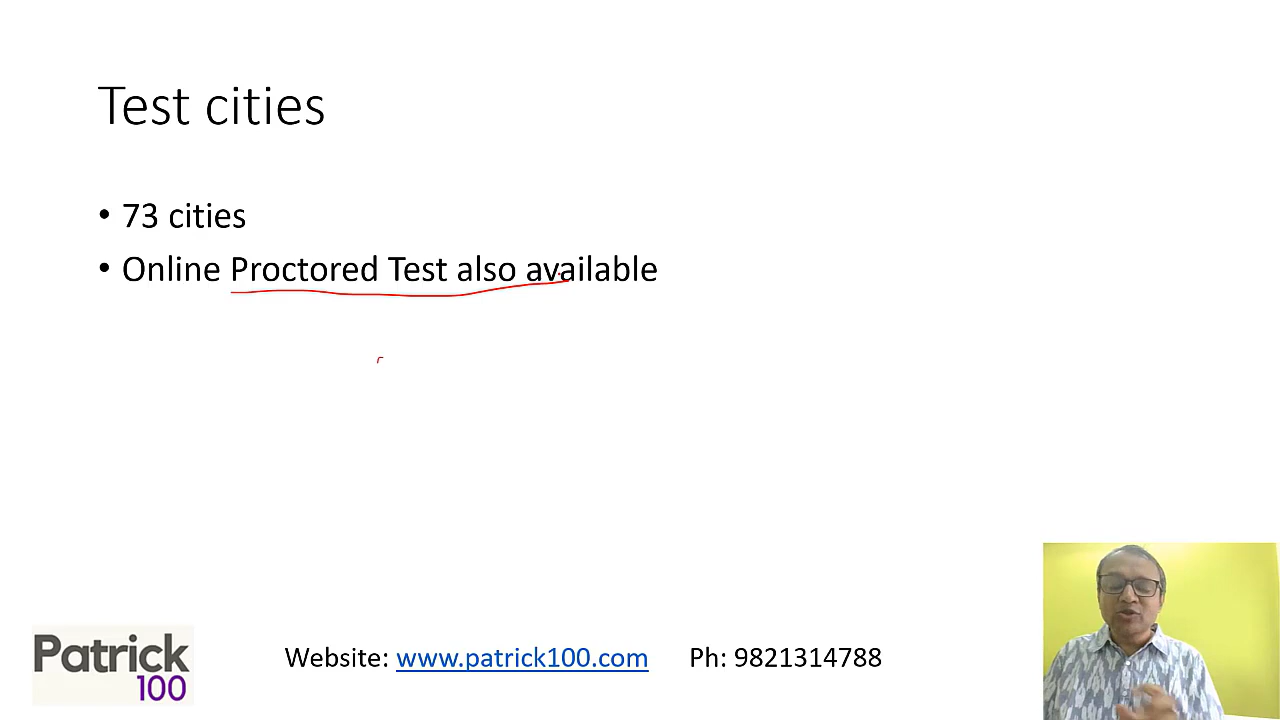 Test cities
• 73 cities
• Online Proctored Test also available
Patrick
100
Website: www.patrick100.com Ph: 9821314788